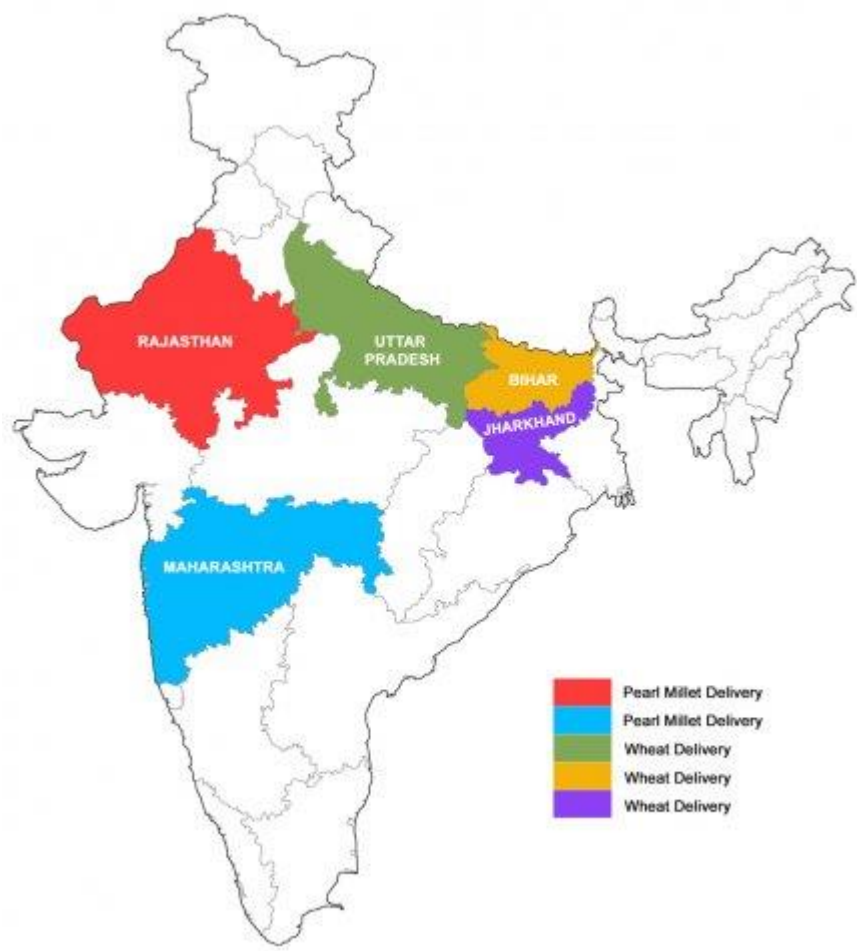 RAJASTHAN
UTTAR
PRADESH
BIHAR
JHARKHAND
MAHARASHTRA
Pearl Millet Delivery
Pearl Millet Delivery
Wheat Delivery
Wheat Delivery
Wheat Delivery